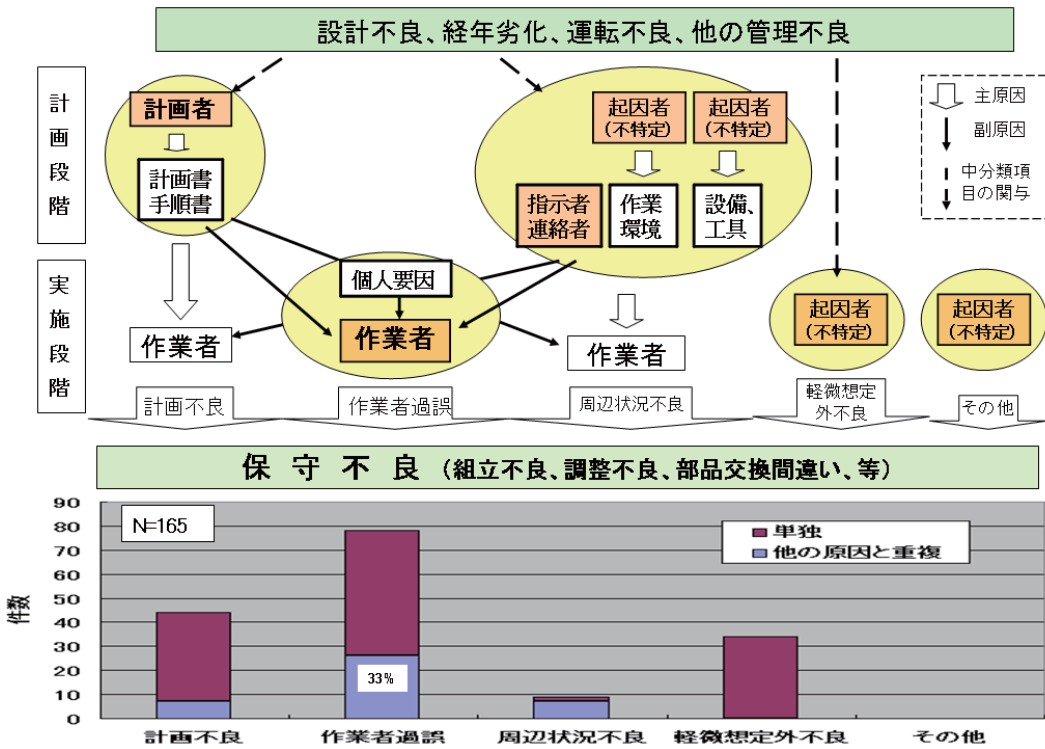 設計不良、経年劣化、運転不良、他の管理不良
計画段階
計画者
計画書
手順書
起因者
(不特定)
起因者
(不特定)
指示者
連絡者
作業
環境
設備、
工具
主原因
副原因
中分類項
目の関与
実施段階
個人要因
作業者
作業者
作業者
起因者
(不特定)
起因者
(不特定)
計画不良
作業者過誤
周辺状況不良
軽微想定
外不良
その他
保守不良(組立不良、調整不良、部品交換間違い、等)
N=165
単独
他の原因と重複
件数
90
80
70
60
50
40
30
20
10
0
33%
計画不良
作業者過誤
周辺状況不良
軽微想定外不良
その他